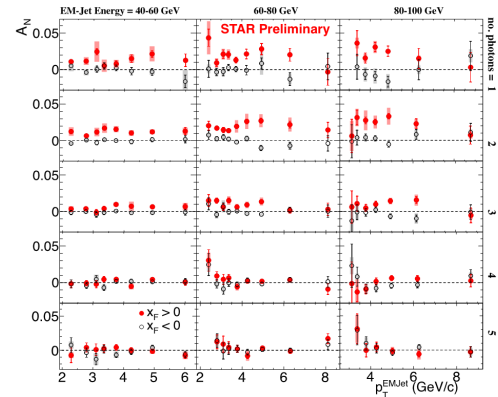 EM-Jet Energy = 40-60 GeV 60-80 GeV 80-100 GeV
A_N
STAR Preliminary
0.05
0
no. photons = 1
0.05
0
2
0.05
0
3
0.05
0
4
0.05
0
5
x_F > 0
x_F < 0
2 3 4 5 6 2 4 6 8 4 6 8
p_T^EMJet (GeV/c)